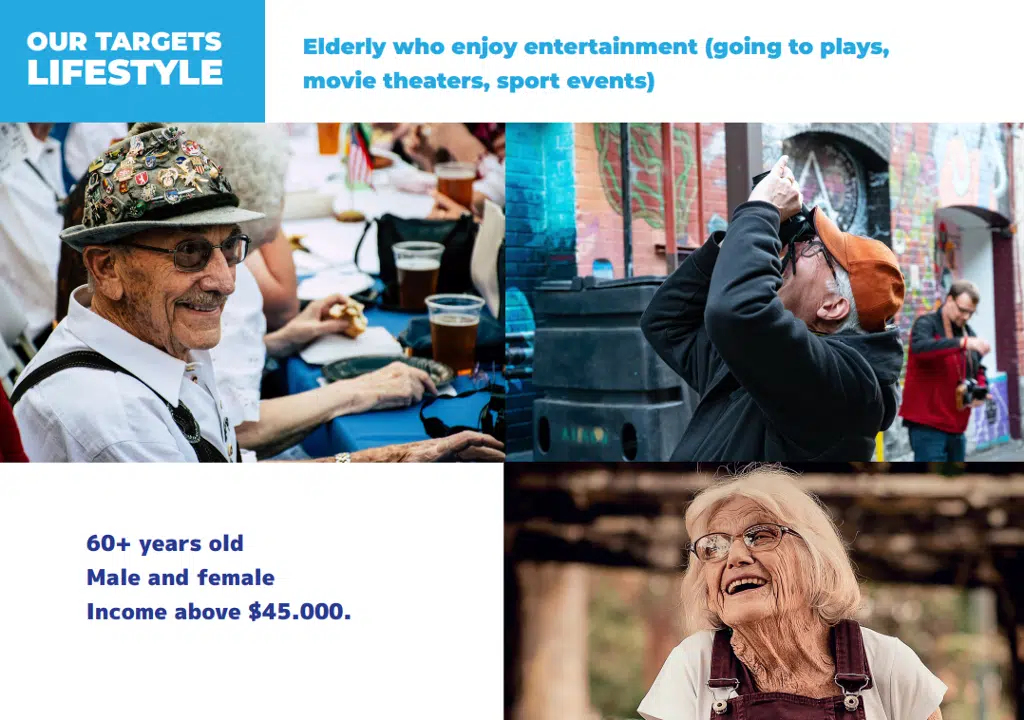 OUR TARGETS
LIFESTYLE
Elderly who enjoy entertainment (going to plays,
movie theaters, sport events)
60+ years old
Male and female
Income above $45.000.